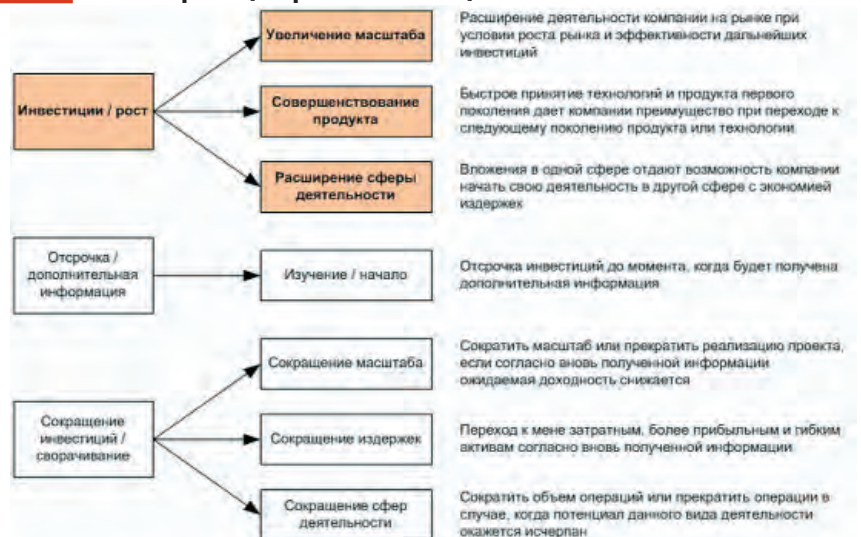 Увеличение масштаба
Расширение деятельности компании на рынке при
условии роста рынка и эффективности дальнейших
инвестиций
Инвестиции / рост
Совершенствование
продукта
Быстрое принятие технологий и продукта первого
поколения дает компании преимущество при переходе к
следующему поколению продукта или технологии
Расширение сферы
деятельности
Вложения в одной сфере отдают возможность компании
начать свою деятельность в другой сфере с экономией
издержек
Отсрочка /
дополнительная
информация
Изучение / начало
Отсрочка инвестиций до момента, когда будет получена
дополнительная информация
Сокращение масштаба
Сократить масштаб или прекратить реализацию проекта,
если согласно вновь полученной информации
ожидаемая доходность снижается
Сокращение
инвестиций /
сворачивание
Сокращение издержек
Переход к мене затратным, более прибыльным и гибким
активам согласно вновь полученной информации
Сокращение сфер
деятельности
Сократить объем операций или прекратить операции в
случае, когда потенциал данного вида деятельности
окажется исчерпан